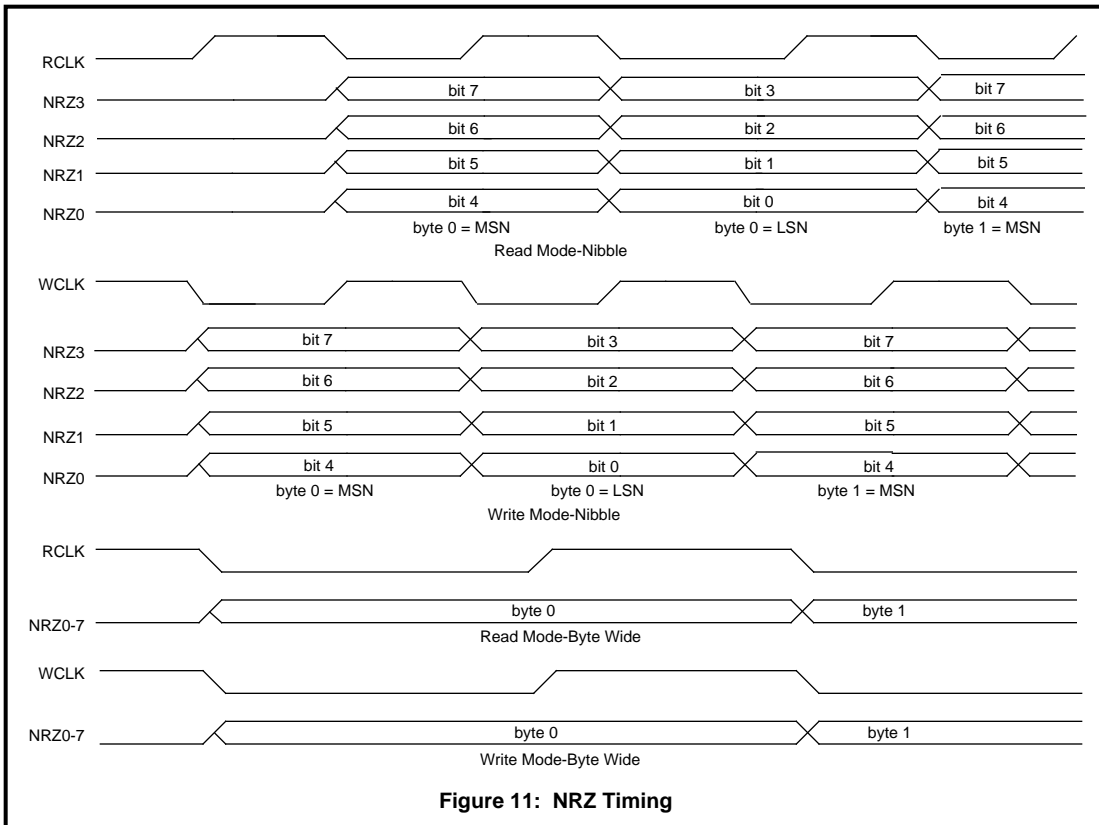 RCLK
NRZ3 bit 7 bit 3 bit 7
NRZ2 bit 6 bit 2 bit 6
NRZ1 bit 5 bit 1 bit 5
NRZ0 bit 4 bit 0 bit 4
byte 0 = MSN byte 0 = LSN byte 1 = MSN
Read Mode-Nibble
WCLK
NRZ3 bit 7 bit 3 bit 7
NRZ2 bit 6 bit 2 bit 6
NRZ1 bit 5 bit 1 bit 5
NRZ0 bit 4 bit 0 bit 4
byte 0 = MSN byte 0 = LSN byte 1 = MSN
Write Mode-Nibble
RCLK
NRZ0-7 byte 0 byte 1
Read Mode-Byte Wide
WCLK
NRZ0-7 byte 0 byte 1
Write Mode-Byte Wide
Figure 11: NRZ Timing